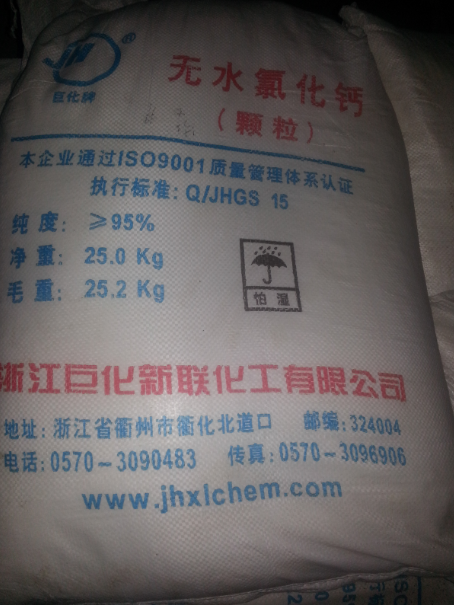 JH ®
巨化牌
无水氯化钙
（颗粒）
本企业通过ISO9001质量管理体系认证
执行标准: Q/JHGS 15
纯 度: ≥95%
净 重: 25.0 Kg
毛 重: 25.2 Kg
怕 湿
浙江巨化新联化工有限公司
地址: 浙江省衢州市衢化北道口 邮编: 324004
电话: 0570～3090483 传真: 0570～3096906
www.jhxlchem.com